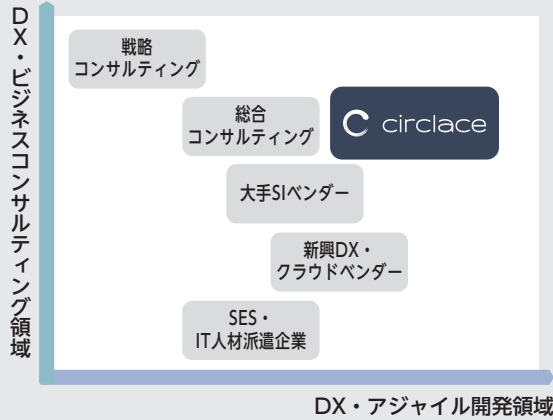 DX・ビジネスコンサルティング領域
戦略
コンサルティング
総合
コンサルティング
circlace
大手SIベンダー
新興DX・
クラウドベンダー
SES・
IT人材派遣企業
DX・アジャイル開発領域